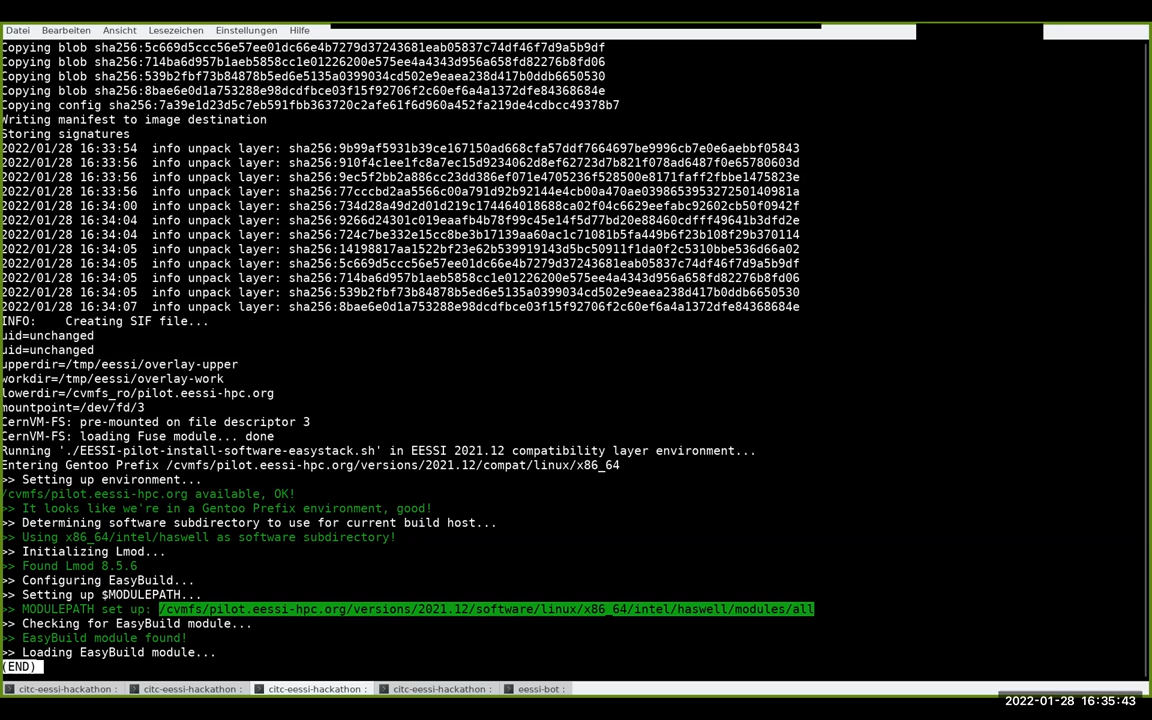 Datei Bearbeiten Ansicht Lesezeichen Einstellungen Hilfe
Copying blob sha256:5c669d5ccc56e57ee01dc66e4b7279d37243681eab05837c74df46f7d9a5b9df
Copying blob sha256:714ba6d957b1aeb5858cc1e01226200e575ee4a4343d956a658fd82276b8fd06
Copying blob sha256:539b2fbf73b84878b5ed6e5135a0399034cd502e9eaea238d417b0ddb6650530
Copying blob sha256:8bae6e0d1a753288e98dcdfbce03f15f92706f2c60ef6a4a1372dfe84368684e
Copying config sha256:7a39e1d23d5c7eb591fbb363720c2afe61f6d960a452fa219de4cdbcc49378b7
Writing manifest to image destination
Storing signatures
2022/01/28 16:33:54  info unpack layer: sha256:9b99af5931b39ce167150ad668cfa57ddf7664697be9996cb7e0e6aebbf05843
2022/01/28 16:33:56  info unpack layer: sha256:910f4c1ee1fc8a7ec15d9234062d8ef62723d7b821f078ad6487f0e65780603d
2022/01/28 16:33:56  info unpack layer: sha256:9ec5f2bb2a886cc23dd386ef071e4705236f528500e8171faff2fbbe1475823e
2022/01/28 16:33:56  info unpack layer: sha256:77cccbd2aa5566c00a791d92b92144e4cb00a470ae039865395327250140981a
2022/01/28 16:34:00  info unpack layer: sha256:734d28a49d2d01d219c174464018688ca02f04c6629eefabc92602cb50f0942f
2022/01/28 16:34:04  info unpack layer: sha256:9266d24301c019eaafb4b78f99c45e14f5d77bd20e88460cdfff49641b3dfd2e
2022/01/28 16:34:04  info unpack layer: sha256:724c7be332e15cc8be3b17139aa60ac1c71081b5fa449b6f23b108f29b370114
2022/01/28 16:34:05  info unpack layer: sha256:14198817aa1522bf23e62b539919143d5bc50911f1da0f2c5310bbe536d66a02
2022/01/28 16:34:05  info unpack layer: sha256:5c669d5ccc56e57ee01dc66e4b7279d37243681eab05837c74df46f7d9a5b9df
2022/01/28 16:34:05  info unpack layer: sha256:714ba6d957b1aeb5858cc1e01226200e575ee4a4343d956a658fd82276b8fd06
2022/01/28 16:34:05  info unpack layer: sha256:539b2fbf73b84878b5ed6e5135a0399034cd502e9eaea238d417b0ddb6650530
2022/01/28 16:34:07  info unpack layer: sha256:8bae6e0d1a753288e98dcdfbce03f15f92706f2c60ef6a4a1372dfe84368684e
INFO:    Creating SIF file...
uid=unchanged
uid=unchanged
upperdir=/tmp/eessi/overlay-upper
workdir=/tmp/eessi/overlay-work
lowerdir=/cvmfs_ro/pilot.eessi-hpc.org
mountpoint=/dev/fd/3
CernVM-FS: pre-mounted on file descriptor 3
CernVM-FS: loading Fuse module... done
Running './EESSI-pilot-install-software-easystack.sh' in EESSI 2021.12 compatibility layer environment...
Entering Gentoo Prefix /cvmfs/pilot.eessi-hpc.org/versions/2021.12/compat/linux/x86_64
>> Setting up environment...
/cvmfs/pilot.eessi-hpc.org available, OK!
>> It looks like we're in a Gentoo Prefix environment, good!
>> Determining software subdirectory to use for current build host...
>> Using x86_64/intel/haswell as software subdirectory!
>> Initializing Lmod...
>> Found Lmod 8.5.6
>> Configuring EasyBuild...
>> Setting up $MODULEPATH...
>> MODULEPATH set up: /cvmfs/pilot.eessi-hpc.org/versions/2021.12/software/linux/x86_64/intel/haswell/modules/all
>> Checking for EasyBuild module...
>> EasyBuild module found!
>> Loading EasyBuild module...
(END)
citc-eessi-hackathon : citc-eessi-hackathon : citc-eessi-hackathon : citc-eessi-hackathon : eessi-bot :
2022-01-28 16:35:43